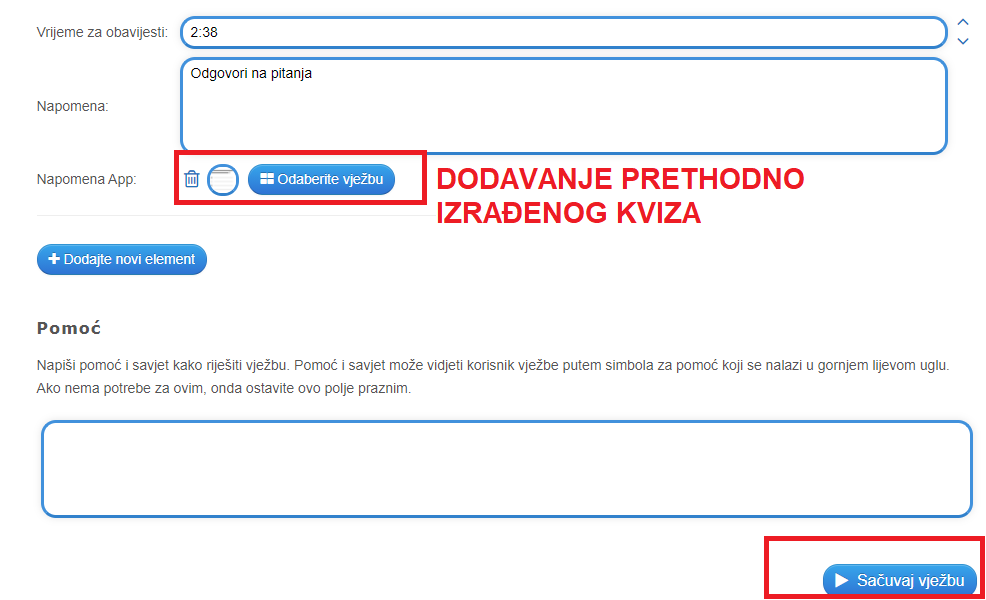 Vrijeme za obavijesti: 2:38
Odgovori na pitanja
Napomena:
Napomena App: Odaberite vježbu
DODAVANJE PRETHODNO
IZRAĐENOG KVIZA
Dodajte novi element
Pomoć
Napiši pomoć i savjet kako riješiti vježbu. Pomoć i savjet može vidjeti korisnik vježbe putem simbola za pomoć koji se nalazi u gornjem lijevom uglu.
Ako nema potrebe za ovim, onda ostavite ovo polje praznim.
Sačuvaj vježbu